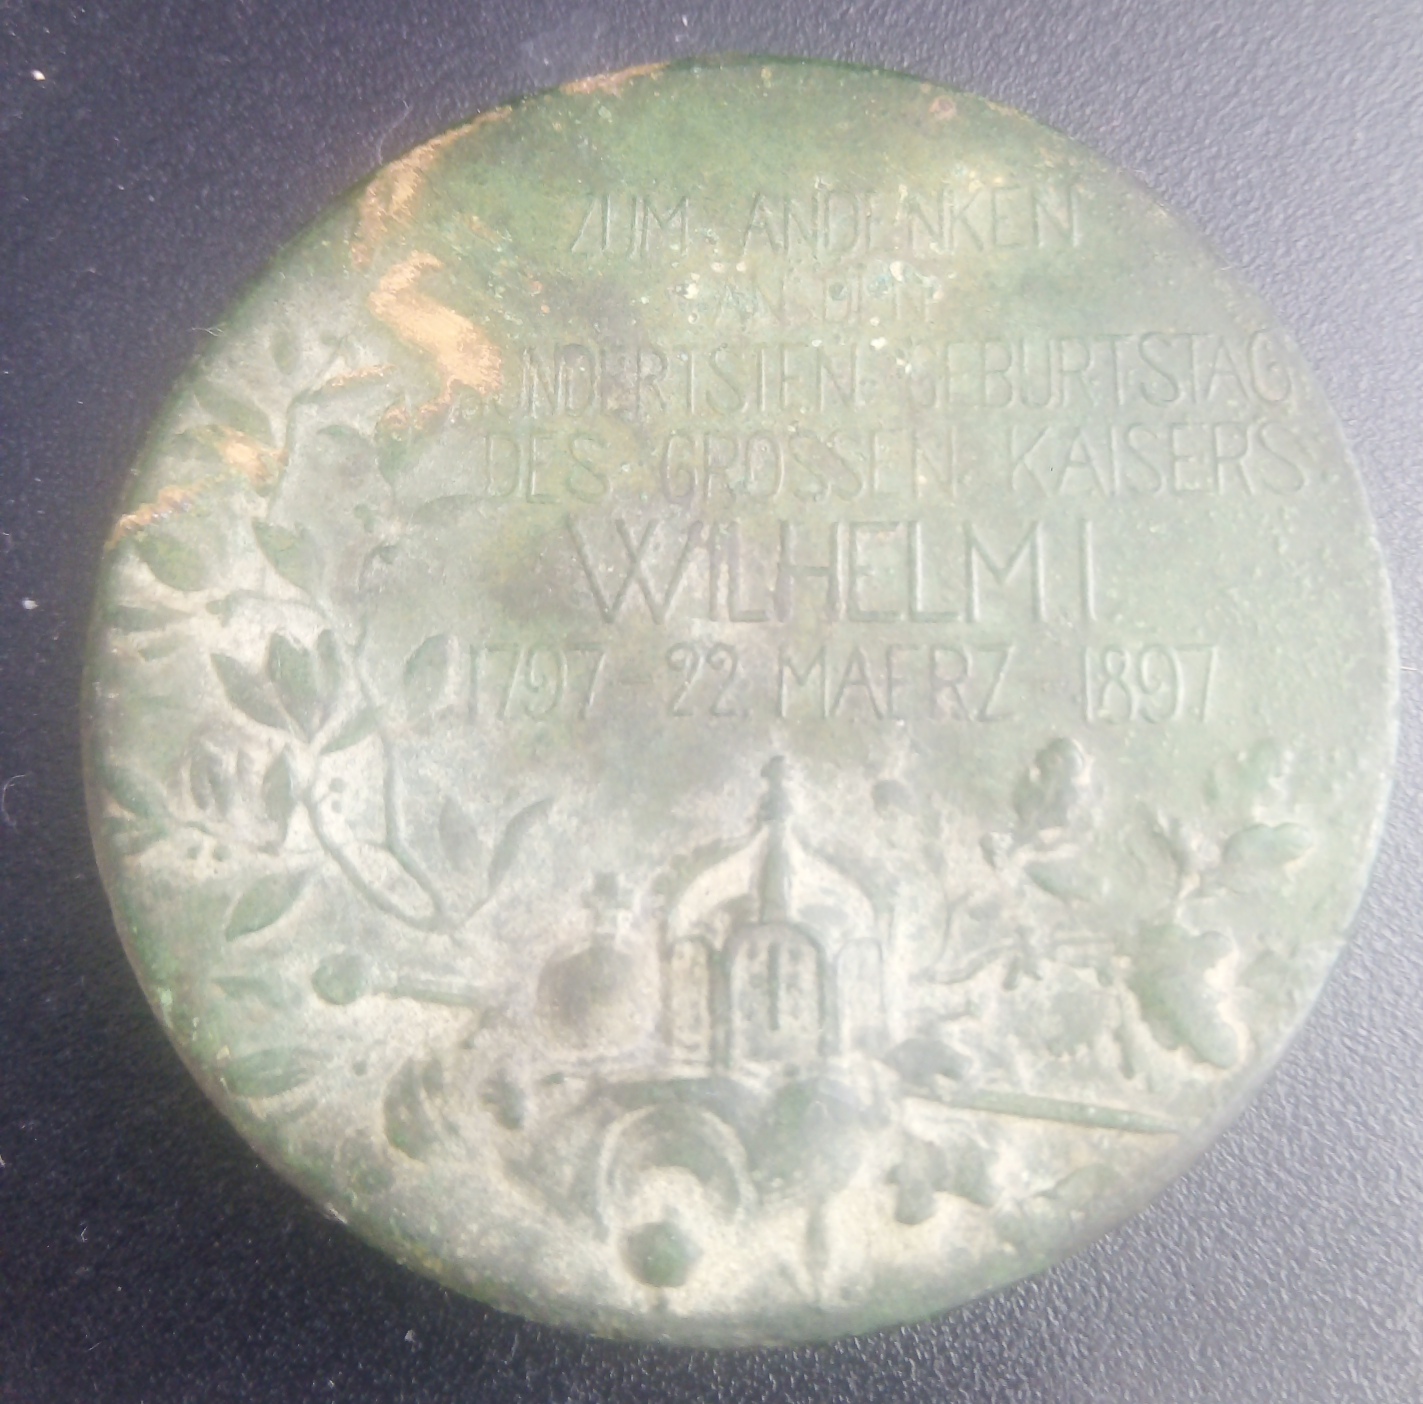 ZUM ANDENKEN
AN DEN
HUNDERTSTEN GEBURTSTAG
DES GROSSEN KAISERS
WILHELM I.
1797 - 22. MAERZ - 1897